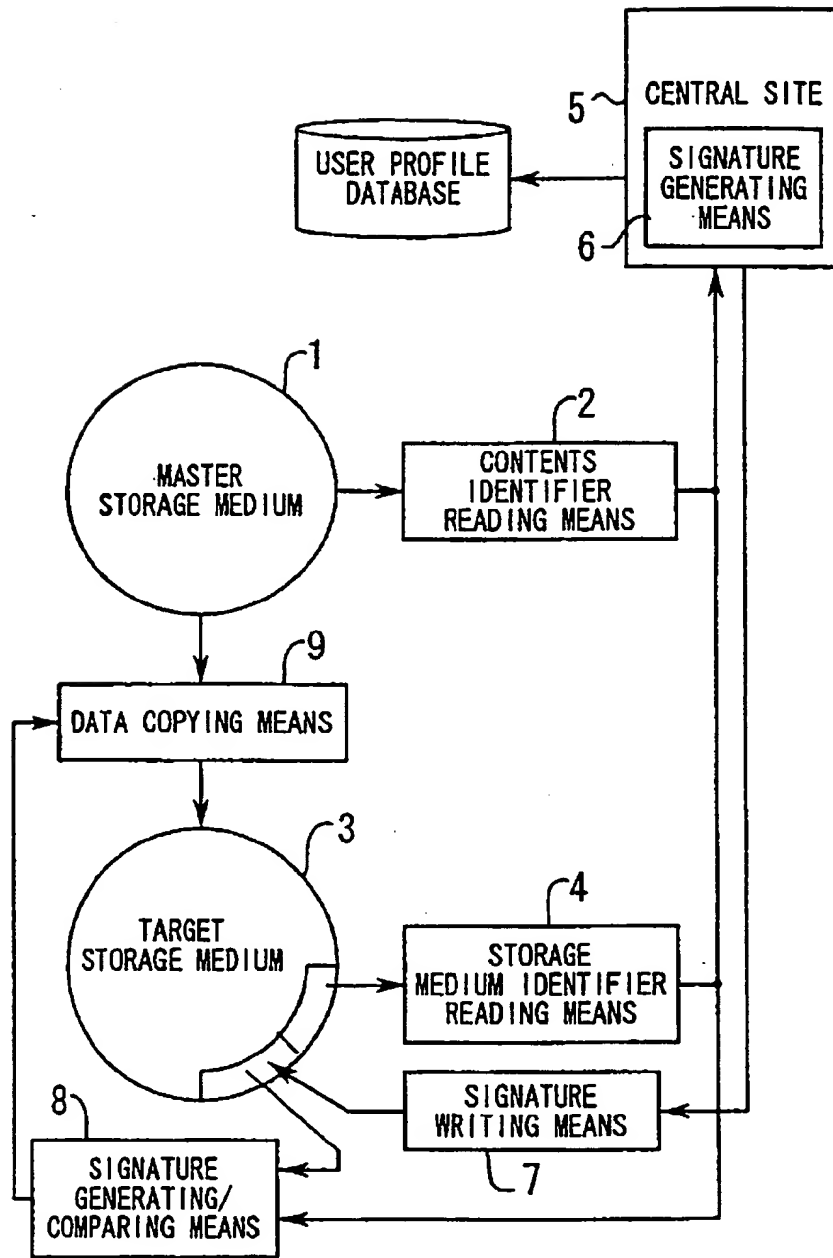 5
CENTRAL SITE
SIGNATURE
GENERATING
MEANS
6
USER PROFILE
DATABASE
1
MASTER
STORAGE MEDIUM
2
CONTENTS
IDENTIFIER
READING MEANS
9
DATA COPYING MEANS
3
TARGET
STORAGE MEDIUM
4
STORAGE
MEDIUM IDENTIFIER
READING MEANS
SIGNATURE
WRITING MEANS
7
8
SIGNATURE
GENERATING/
COMPARING MEANS